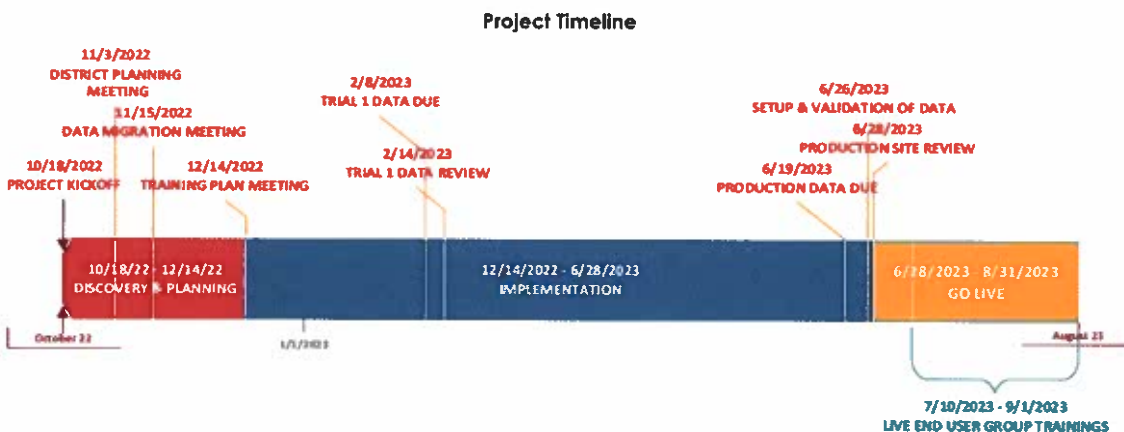 Project Timeline
11/3/2022
DISTRICT PLANNING
MEETING
11/15/2022
DATA MIGRATION MEETING
10/18/2022
PROJECT KICKOFF
12/14/2022
TRAINING PLAN MEETING
2/8/2023
TRIAL 1 DATA DUE
2/14/2023
TRIAL 1 DATA REVIEW
6/26/2023
SETUP & VALIDATION OF DATA
6/28/2023
PRODUCTION SITE REVIEW
6/19/2023
PRODUCTION DATA DUE
10/18/22 - 12/14/22
DISCOVERY & PLANNING
12/14/2022 - 6/28/2023
IMPLEMENTATION
6/28/2023 - 8/31/2023
GO LIVE
October 22
1/1/2023
August 23
7/10/2023 - 9/1/2023
LIVE END USER GROUP TRAININGS